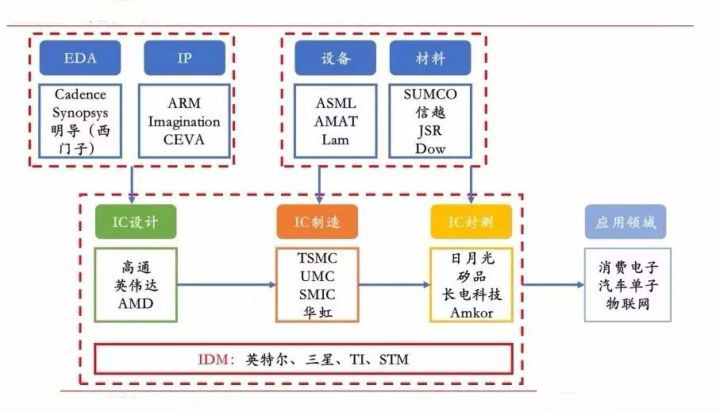 EDA
IP
设备
材料
Cadence
Synopsys
明导（西
门子）
ARM
Imagination
CEVA
ASML
AMAT
Lam
SUMCO
信越
JSR
Dow
IC设计
IC制造
IC封测
应用领域
高通
英伟达
AMD
TSMC
UMC
SMIC
华虹
日月光
矽品
长电科技
Amkor
消费电子
汽车单子
物联网
IDM：英特尔、三星、TI、STM